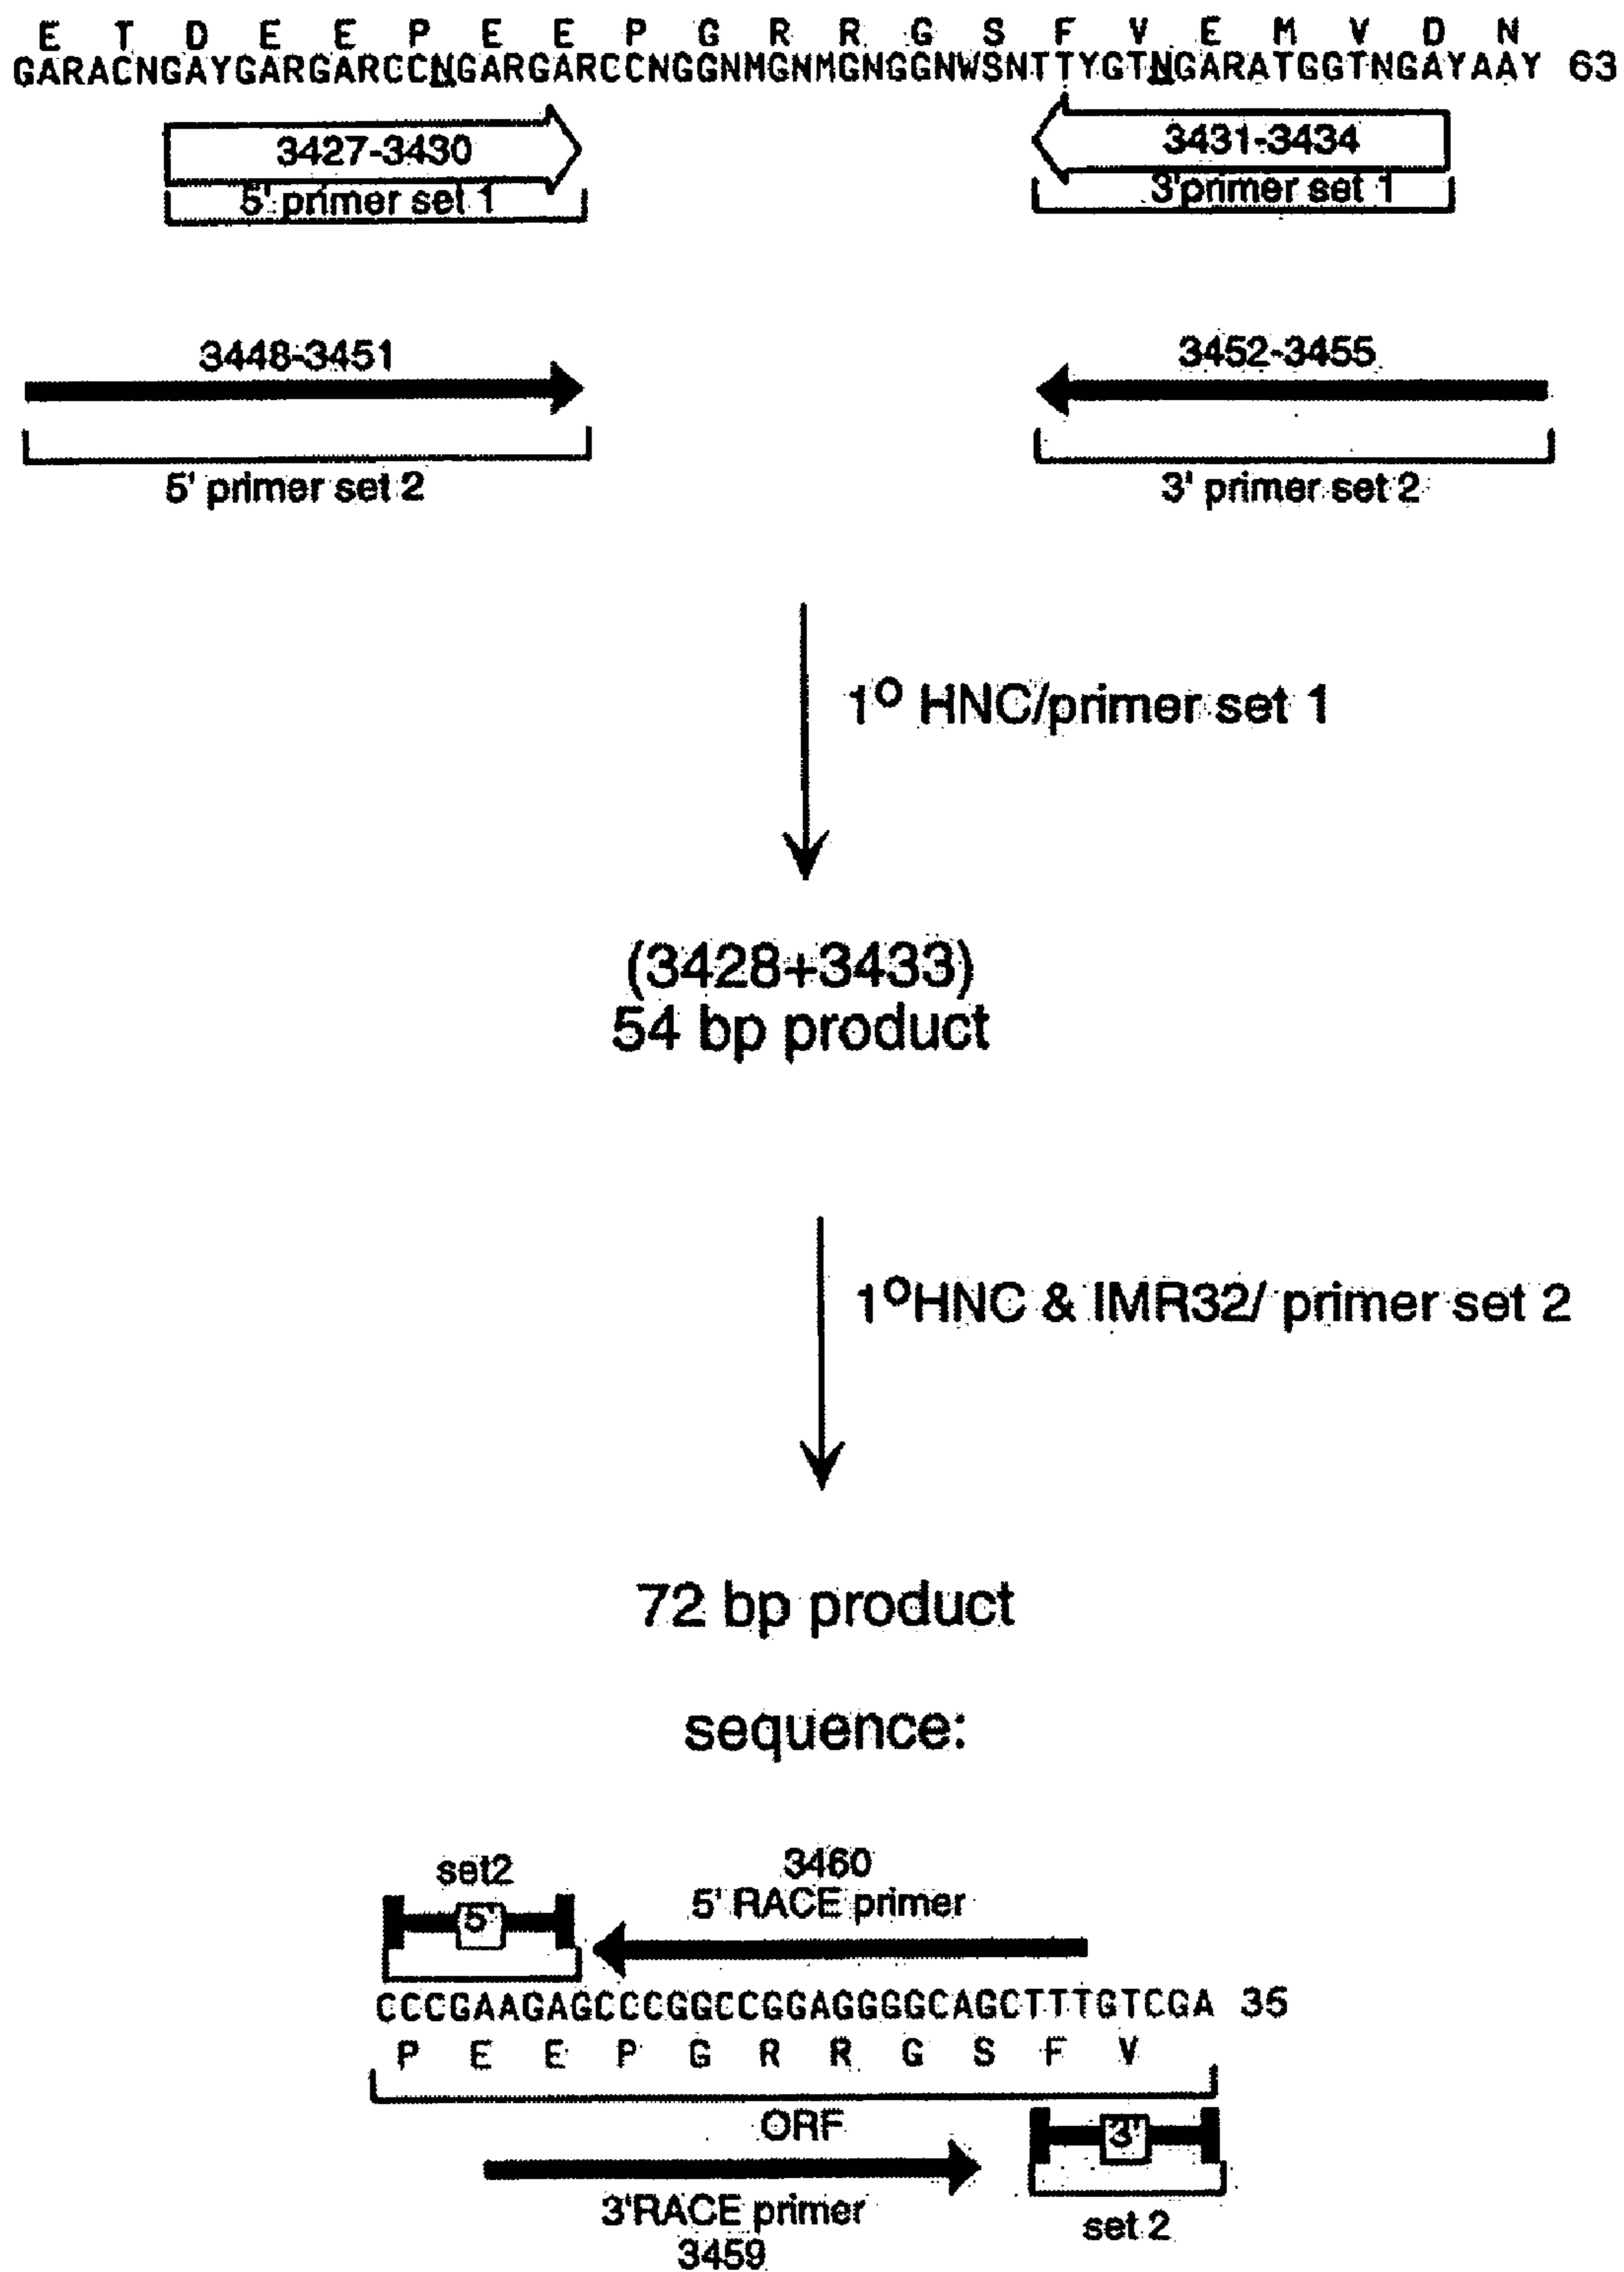 E T D E E P E E P G R R G S F V E M V D N
GARACNGAYGARGARCCNGARGARCCNGGNMGNMGNGGNWSNTTYGTNGARATGGTNGAYAAY 63
3427-3430 3431-3434
5' primer set 1 3'primer set 1
3448-3451 3452-3455
5' primer set 2 3' primer set 2
1º HNC/primer set 1
(3428+3433)
54 bp product
1ºHNC & IMR32/ primer set 2
72 bp product
sequence:
set2 3460
5' 5' RACE primer
CCCGAAGAGCCCGGCCGGAGGGGCAGCTTTGTCGA 35
P E E P G R R G S F V
ORF 3'
3'RACE primer set 2
3459